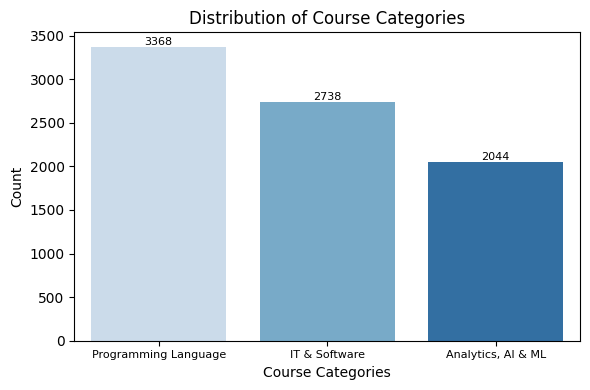 Distribution of Course Categories
3500
3000
2500
2000
1500
1000
500
0
Count
3368
2738
2044
Programming Language
IT & Software
Analytics, AI & ML
Course Categories